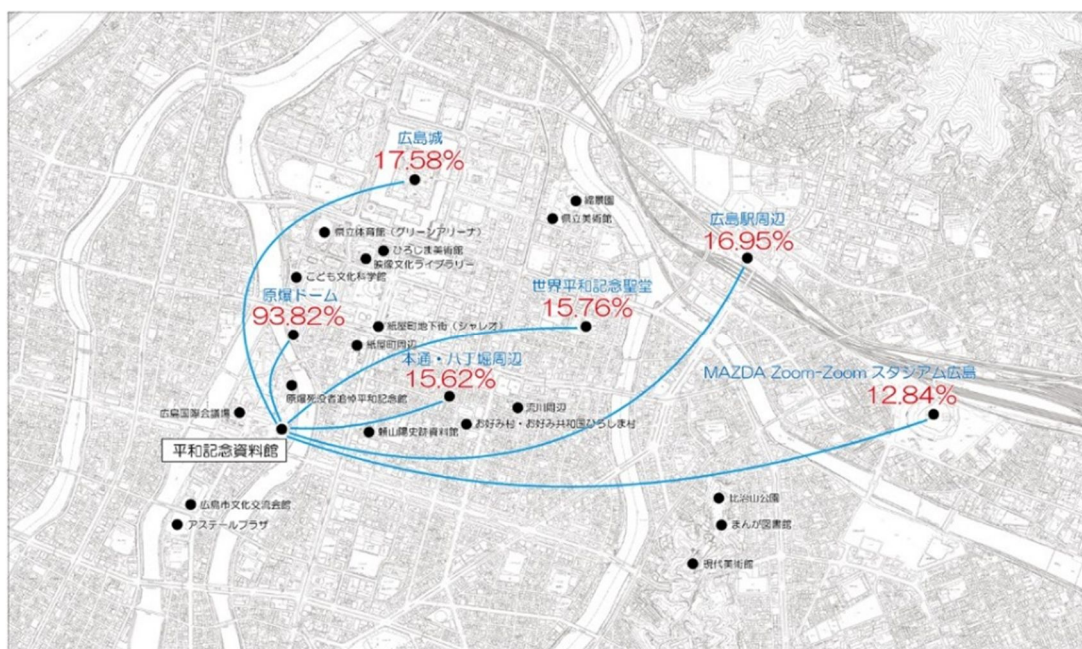 広島城
17.58%
縮景園
県立美術館
広島駅周辺
16.95%
県立体育館（グリーンアリーナ）
ひろしま美術館
映像文化ライブラリー
こども文化科学館
原爆ドーム
93.82%
世界平和記念聖堂
15.76%
紙屋町地下街（シャレオ）
紙屋町周辺
本通・八丁堀周辺
15.62%
MAZDA Zoom-Zoom スタジアム広島
12.84%
原爆死没者追悼平和記念館
広島国際会議場
流川周辺
お好み村・お好み共和国ひろしま村
頼山陽史跡資料館
平和記念資料館
広島市文化交流会館
アステールプラザ
比治山公園
まんが図書館
現代美術館